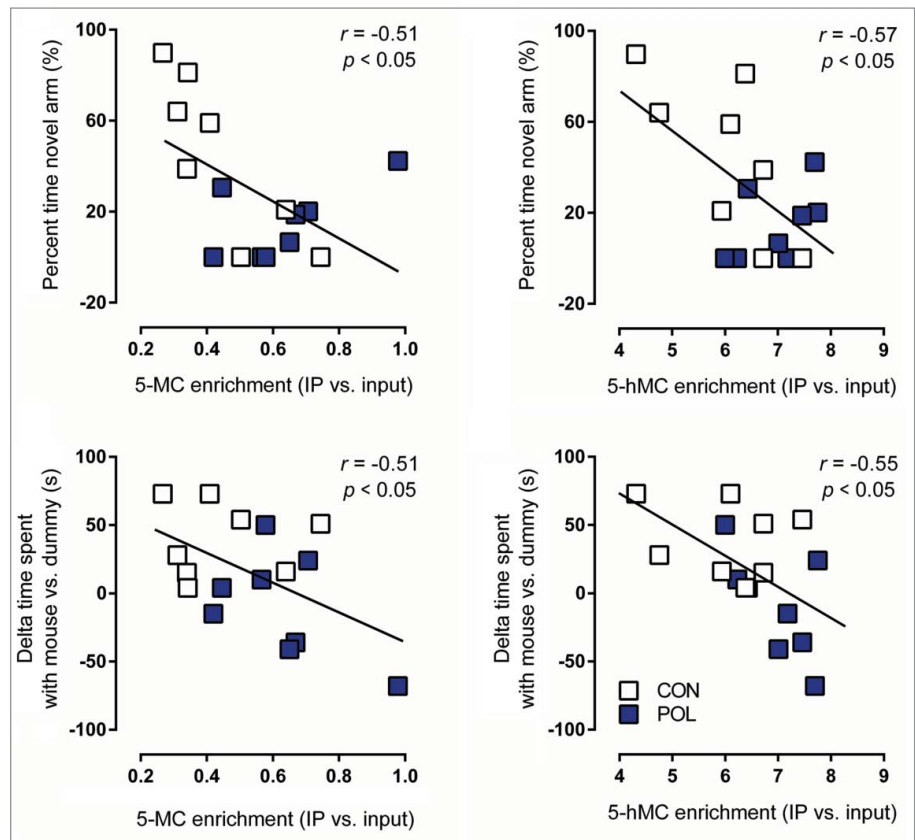 100
60
20
-20
Percent time novel arm (%)
r = -0.51
p < 0.05
0.2 0.4 0.6 0.8 1.0
5-MC enrichment (IP vs. input)
100
60
20
-20
Percent time novel arm (%)
r = -0.57
p < 0.05
4 5 6 7 8 9
5-hMC enrichment (IP vs. input)
100
50
0
-50
-100
Delta time spent
with mouse vs. dummy (s)
r = -0.51
p < 0.05
0.2 0.4 0.6 0.8 1.0
5-MC enrichment (IP vs. input)
100
50
0
-50
-100
Delta time spent
with mouse vs. dummy (s)
r = -0.55
p < 0.05
CON
POL
4 5 6 7 8 9
5-hMC enrichment (IP vs. input)